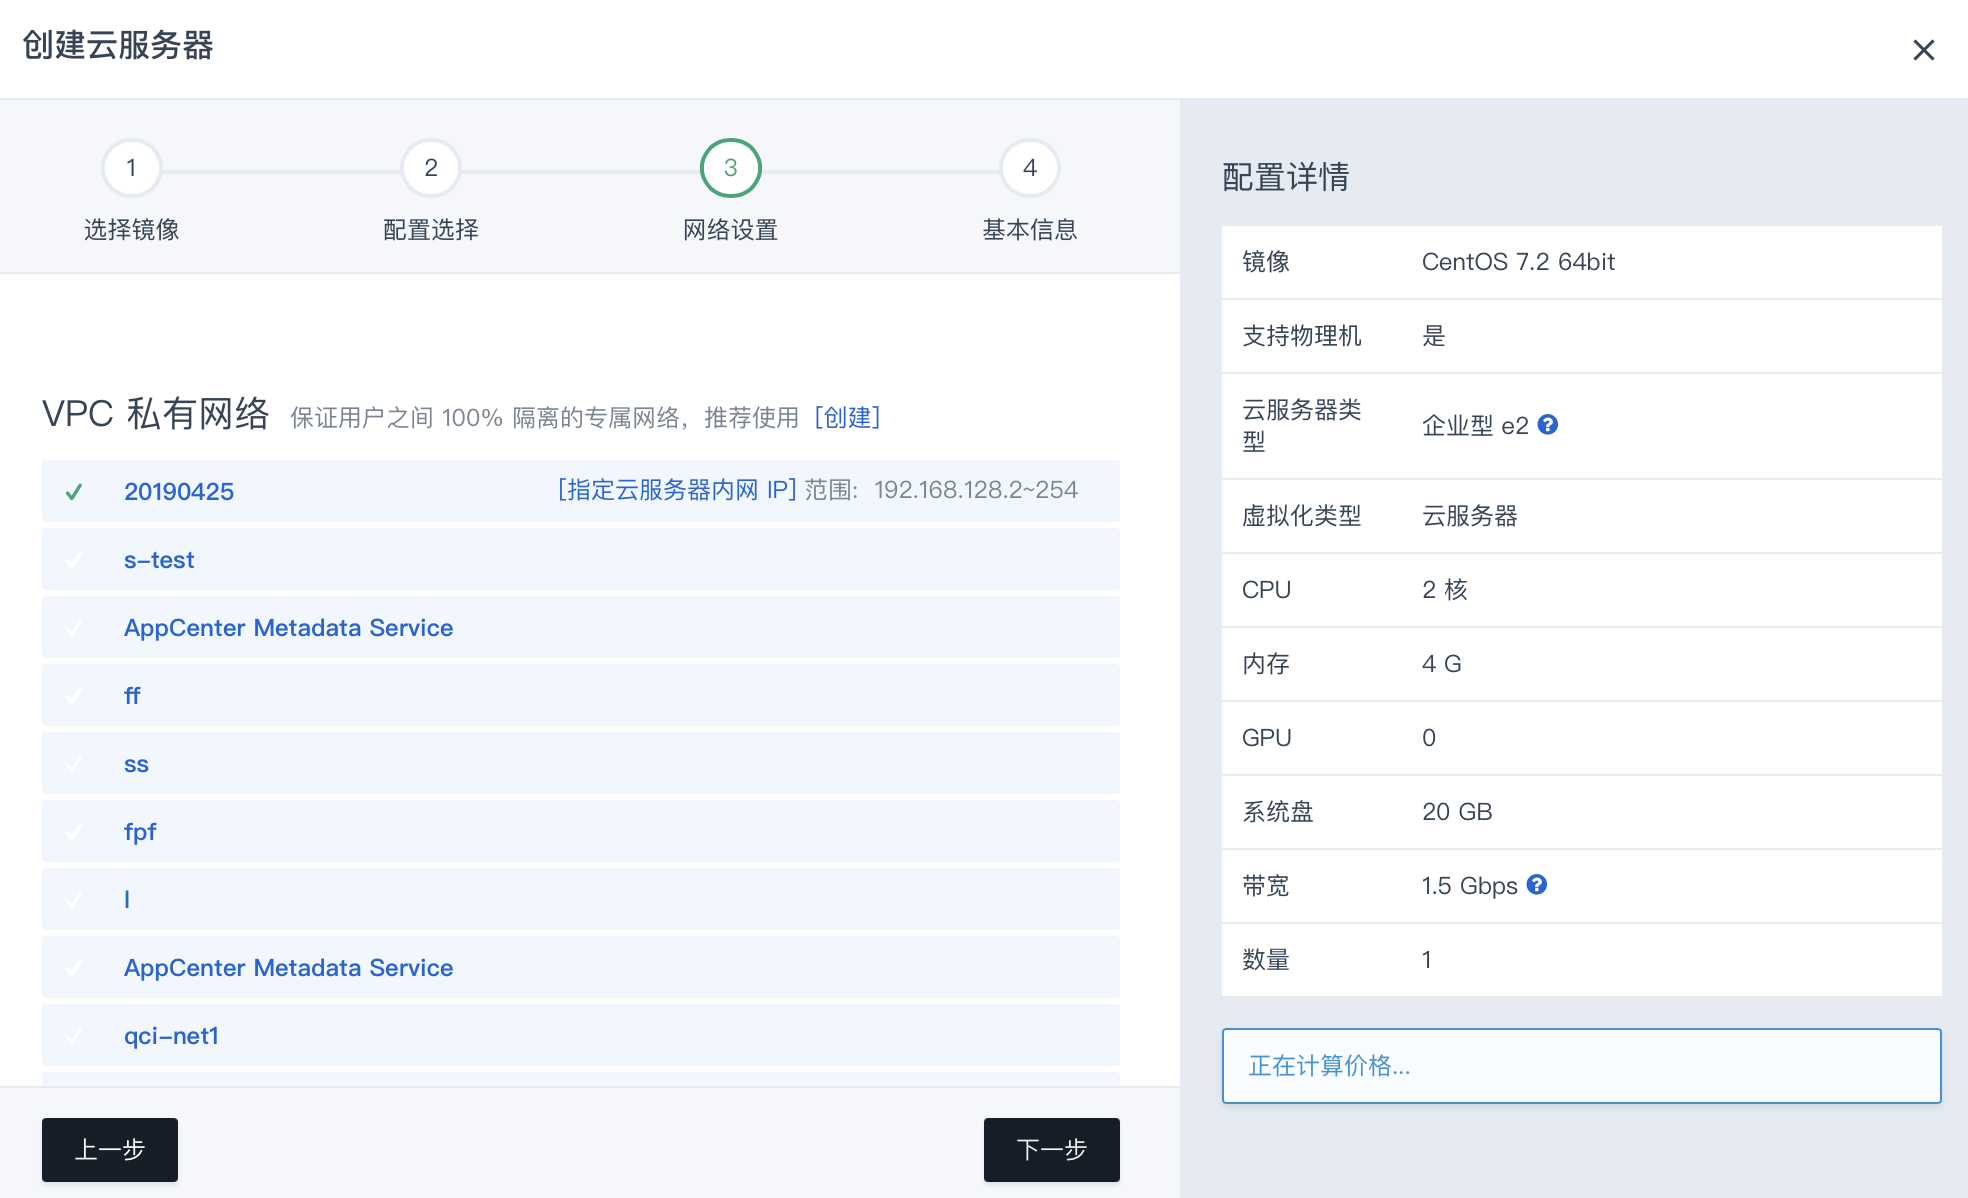 创建云服务器
1
2
3
4
选择镜像
配置选择
网络设置
基本信息
VPC 私有网络 保证用户之间 100% 隔离的专属网络，推荐使用 [创建]
20190425 [指定云服务器内网 IP] 范围: 192.168.128.2~254
s-test
AppCenter Metadata Service
ff
ss
fpf
l
AppCenter Metadata Service
qci-net1
上一步
下一步
配置详情
镜像 CentOS 7.2 64bit
支持物理机 是
云服务器类型 企业型 e2 ?
虚拟化类型 云服务器
CPU 2 核
内存 4 G
GPU 0
系统盘 20 GB
带宽 1.5 Gbps ?
数量 1
正在计算价格...